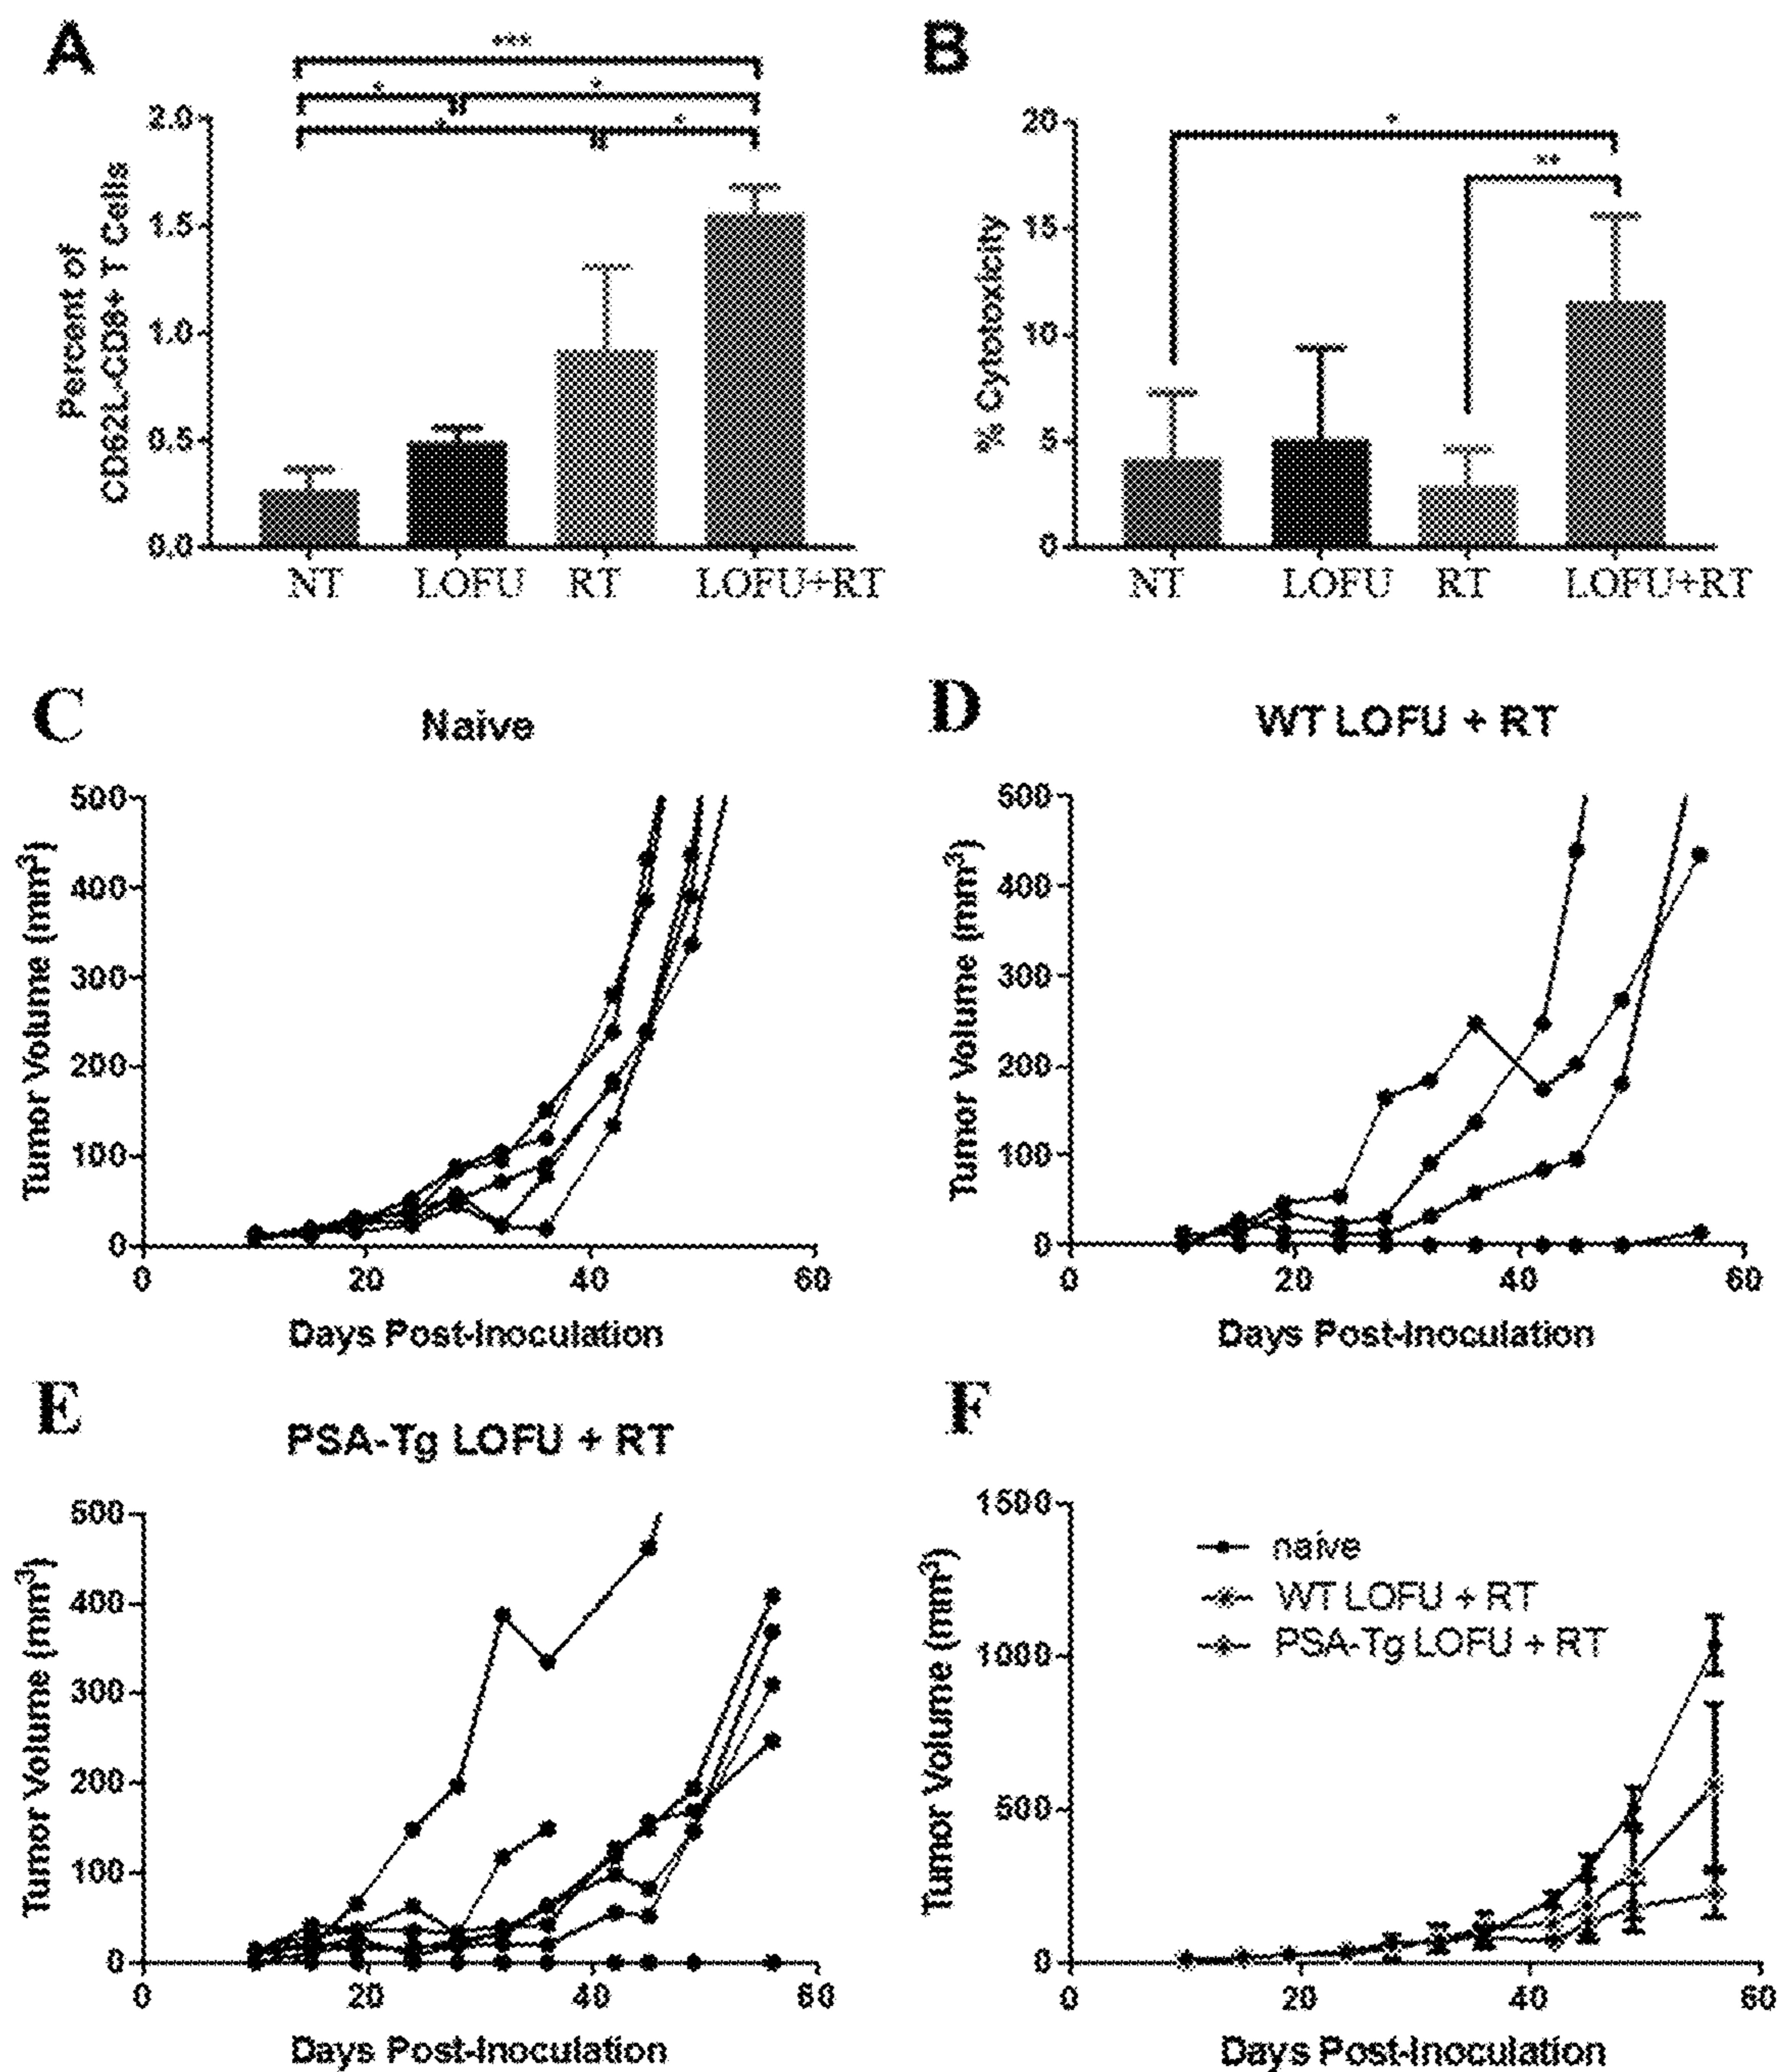 A
***
* *
* *
2.0
1.5
1.0
0.5
0.0
Percent of
CD62L-CD8+ T Cells
NT LOFU RT LOFU+RT
B
*
**
20
15
10
5
0
% Cytotoxicity
NT LOFU RT LOFU+RT
C
Naive
500
400
300
200
100
0
Tumor Volume (mm³)
0 20 40 60
Days Post-Inoculation
D
WT LOFU + RT
500
400
300
200
100
0
Tumor Volume (mm³)
0 20 40 60
Days Post-Inoculation
E
PSA-Tg LOFU + RT
500
400
300
200
100
0
Tumor Volume (mm³)
0 20 40 60
Days Post-Inoculation
F
1500
1000
500
0
Tumor Volume (mm³)
naive
WT LOFU + RT
PSA-Tg LOFU + RT
0 20 40 60
Days Post-Inoculation